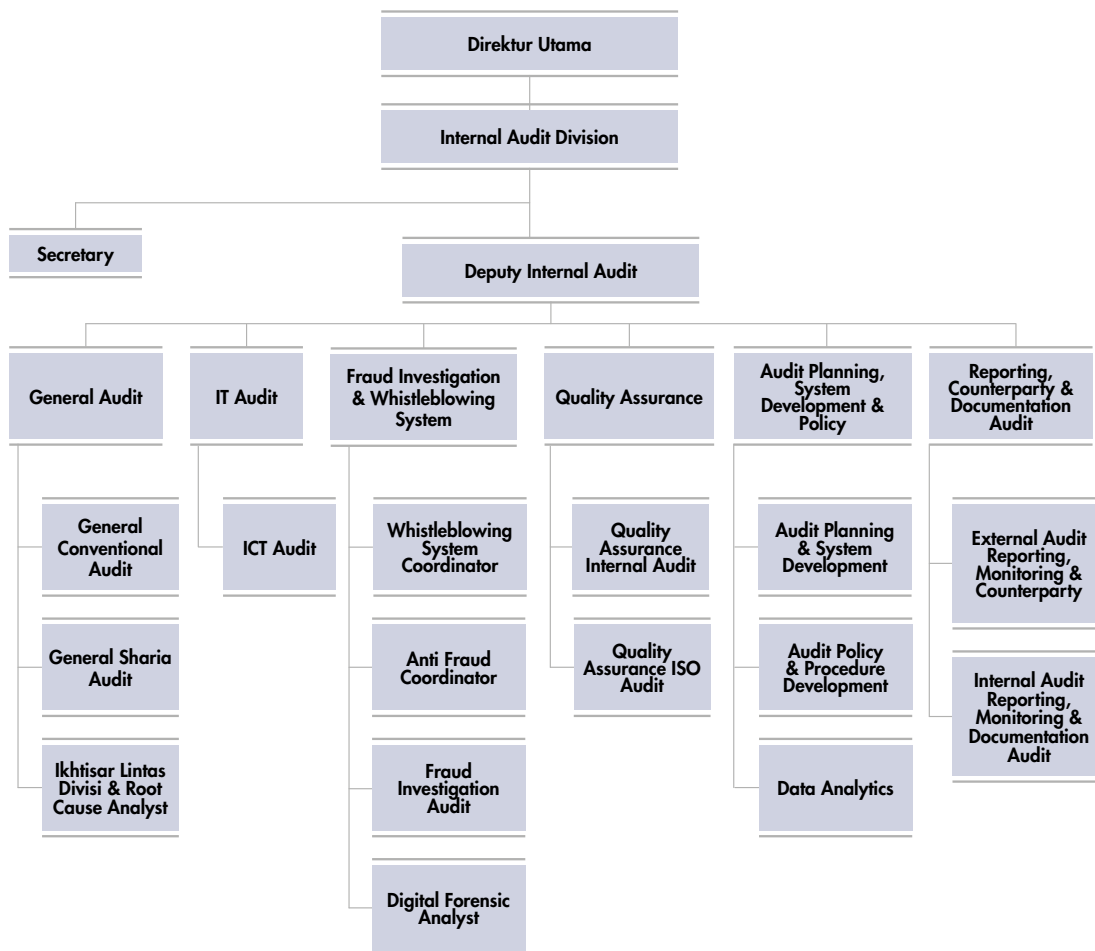 Direktur Utama
Internal Audit Division
Secretary
Deputy Internal Audit
General Audit
IT Audit
Fraud Investigation
& Whistleblowing
System
Quality Assurance
Audit Planning,
System
Development &
Policy
Reporting,
Counterparty &
Documentation
Audit
General
Conventional
Audit
General Sharia
Audit
Ikhtisar Lintas
Divisi & Root
Cause Analyst
ICT Audit
Whistleblowing
System
Coordinator
Anti Fraud
Coordinator
Fraud
Investigation
Audit
Digital Forensic
Analyst
Quality
Assurance
Internal Audit
Quality
Assurance ISO
Audit
Audit Planning
& System
Development
Audit Policy
& Procedure
Development
Data Analytics
External Audit
Reporting,
Monitoring &
Counterparty
Internal Audit
Reporting,
Monitoring &
Documentation
Audit